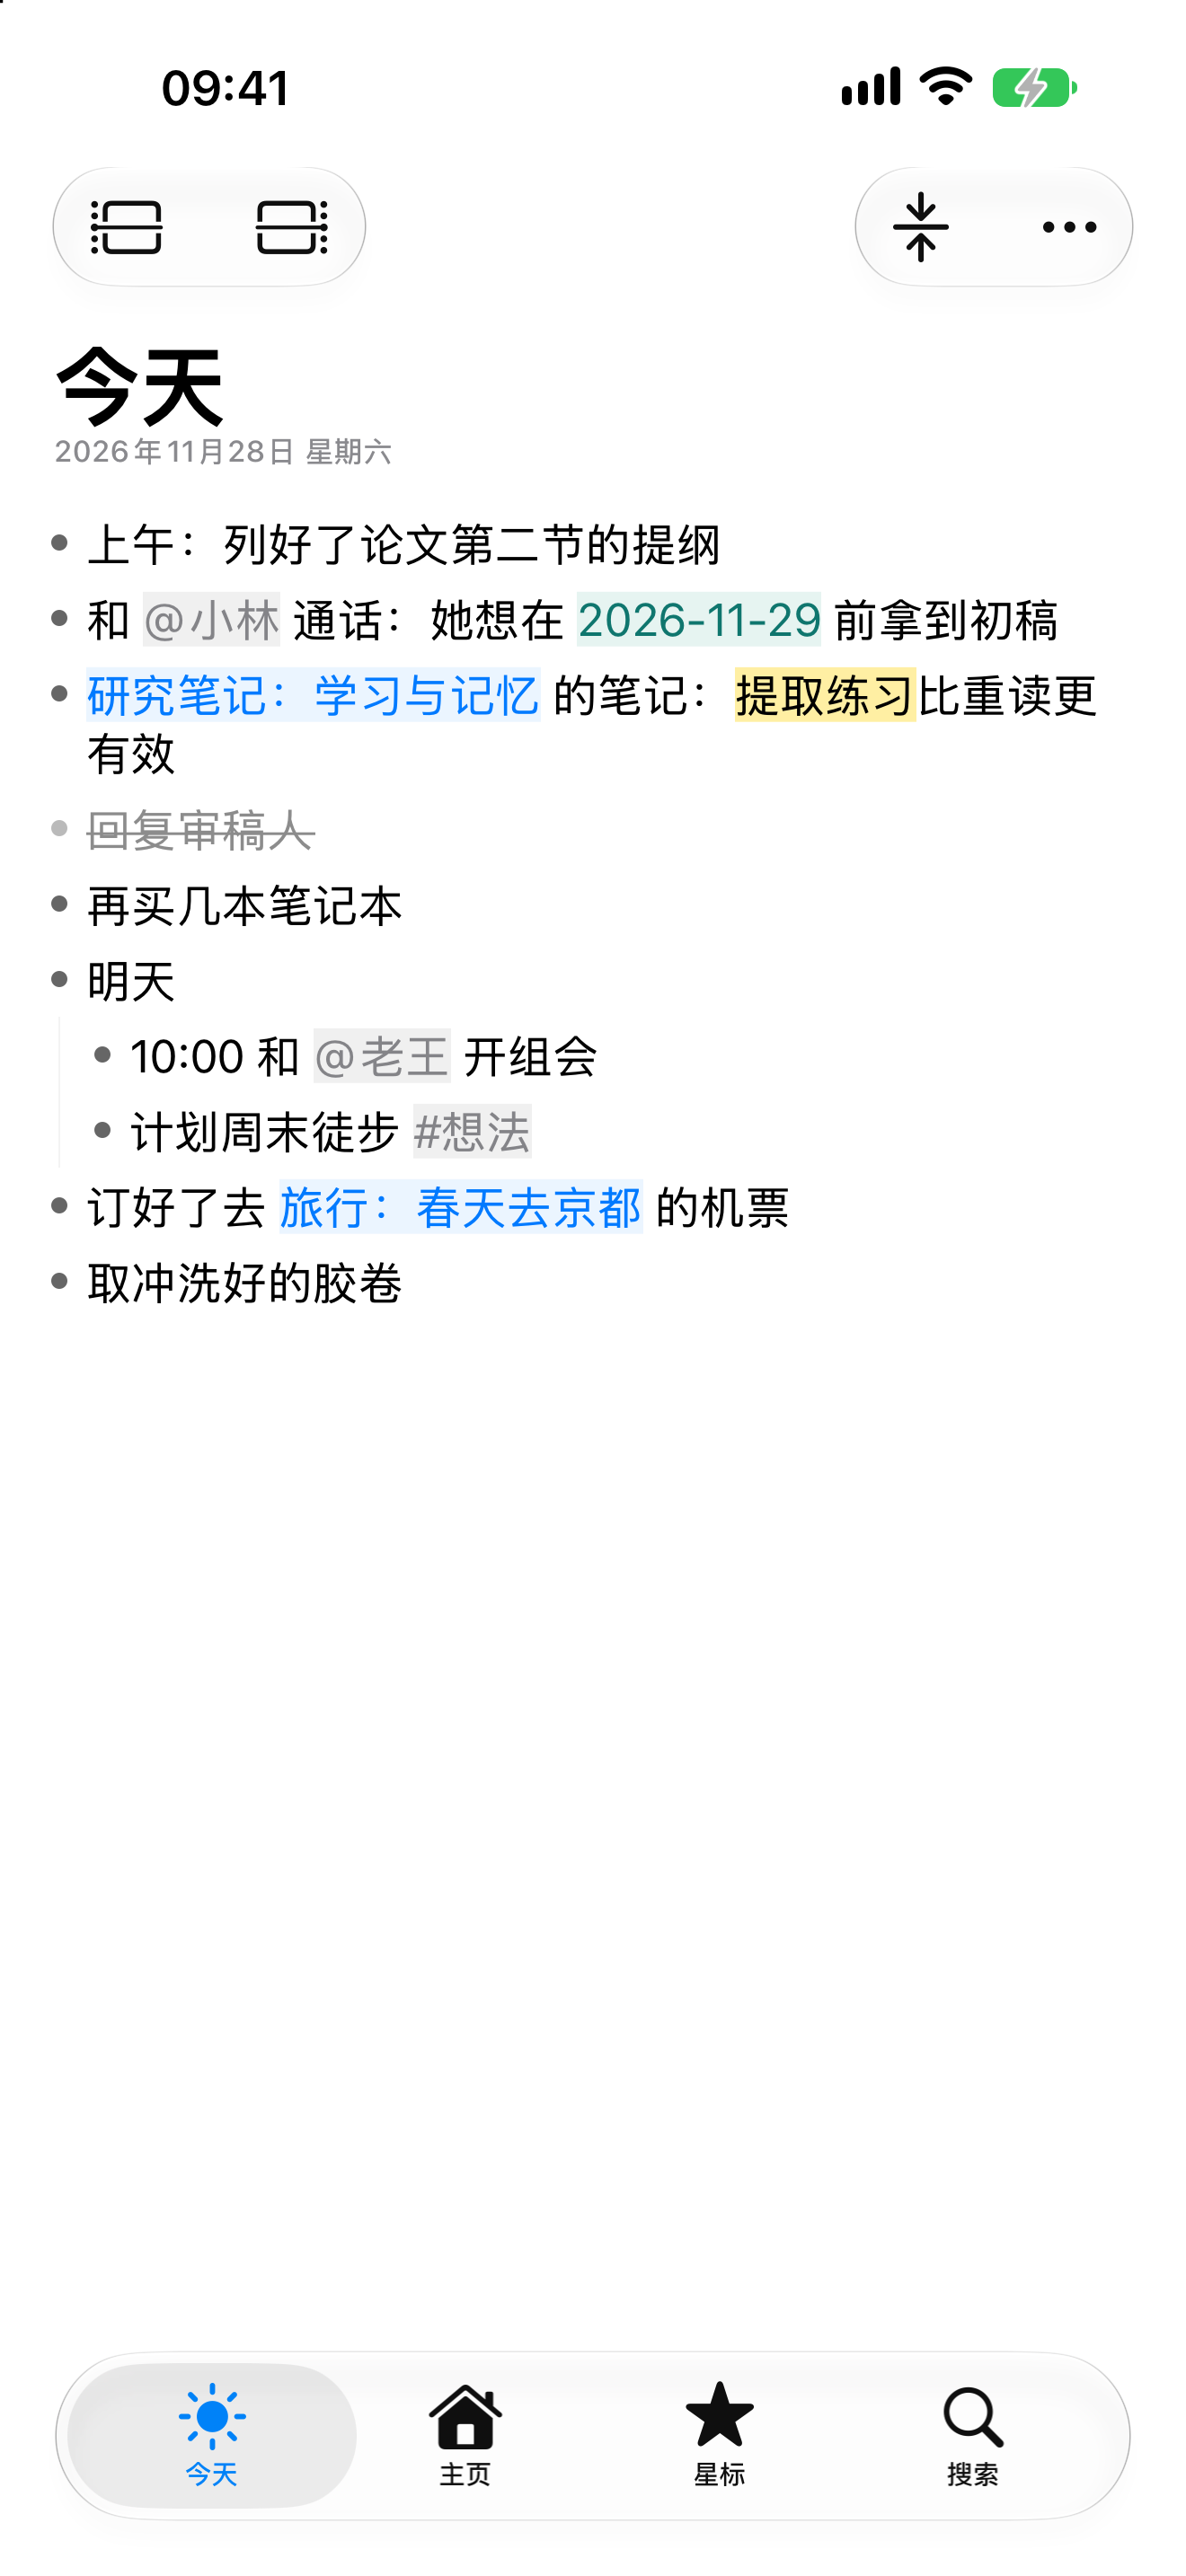 09:41
今天
2026年11月28日 星期六
上午：列好了论文第二节的提纲
和 @小林 通话：她想在 2026-11-29 前拿到初稿
研究笔记：学习与记忆 的笔记：提取练习比重读更
有效
回复审稿人
再买几本笔记本
明天
10:00 和 @老王 开组会
计划周末徒步 #想法
订好了去 旅行：春天去京都 的机票
取冲洗好的胶卷
今天 主页 星标 搜索